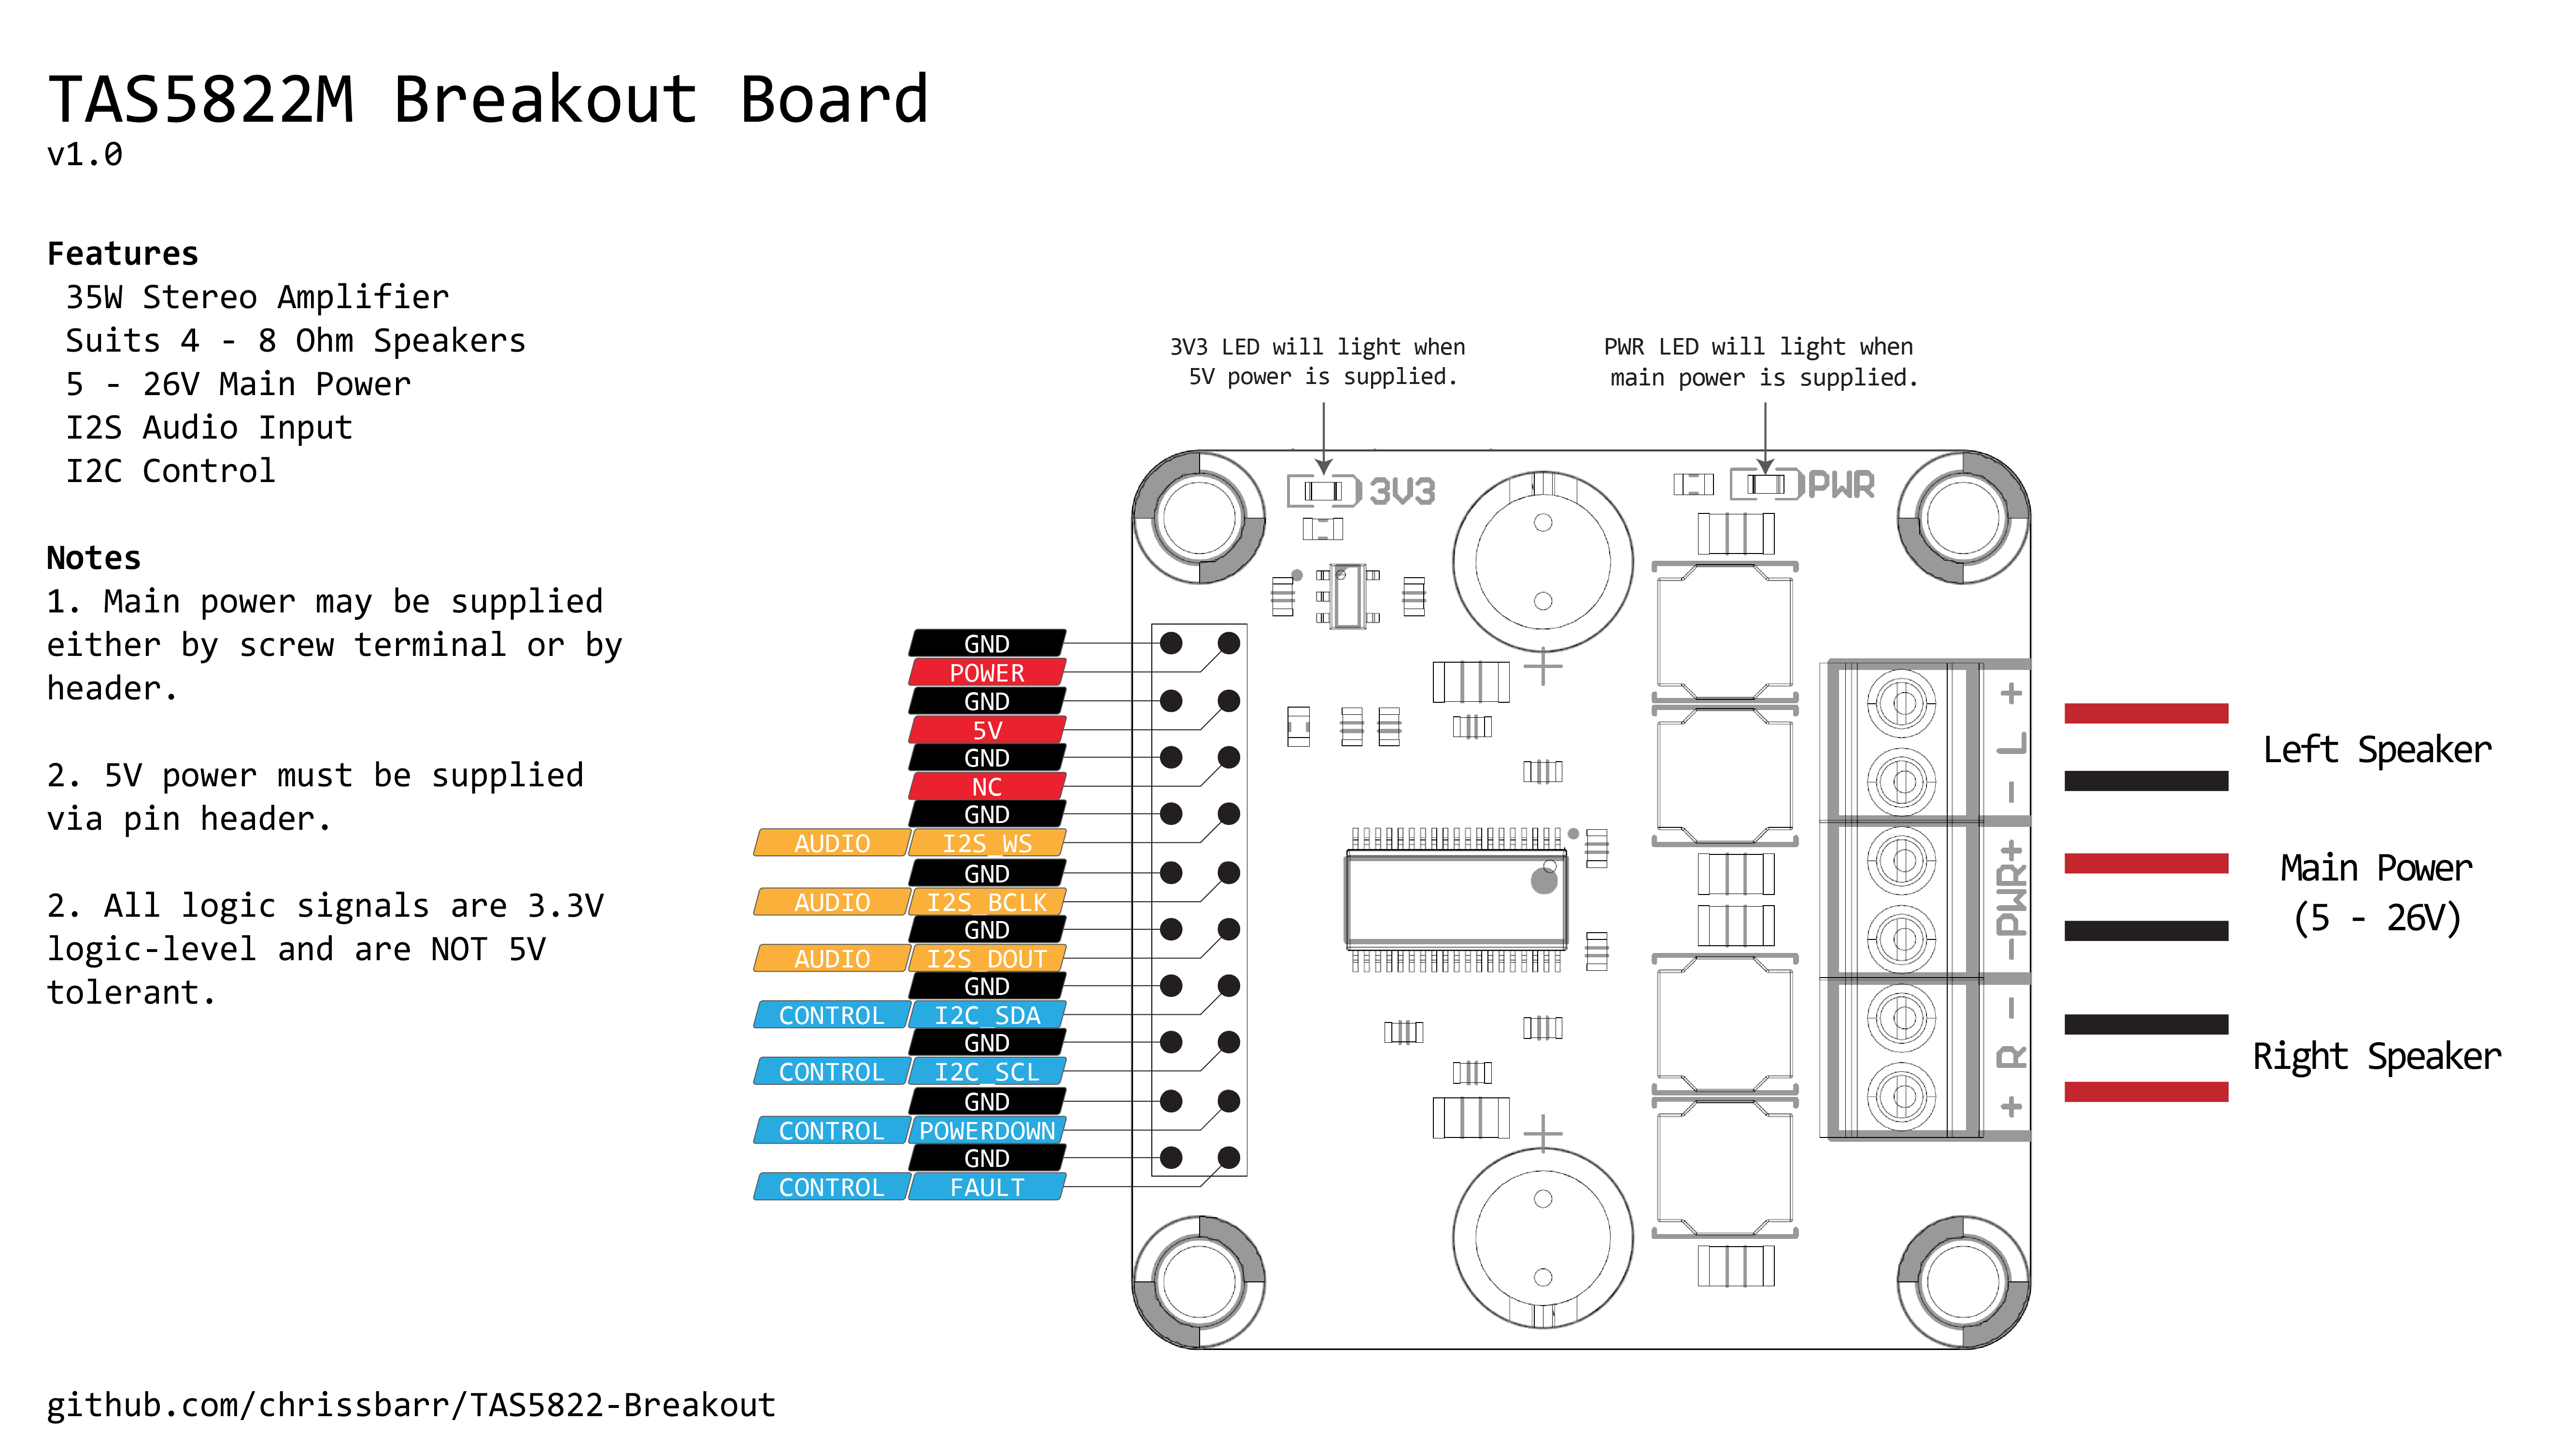 TAS5822M Breakout Board
v1.0
Features
35W Stereo Amplifier
Suits 4 - 8 Ohm Speakers
5 - 26V Main Power
I2S Audio Input
I2C Control
Notes
1. Main power may be supplied
either by screw terminal or by
header.
2. 5V power must be supplied
via pin header.
2. All logic signals are 3.3V
logic-level and are NOT 5V
tolerant.
github.com/chrissbarr/TAS5822-Breakout
3V3 LED will light when
5V power is supplied.
PWR LED will light when
main power is supplied.
3V3
PWR
GND
POWER
GND
5V
GND
NC
GND
AUDIO I2S_WS
GND
AUDIO I2S_BCLK
GND
AUDIO I2S_DOUT
GND
CONTROL I2C_SDA
GND
CONTROL I2C_SCL
GND
CONTROL POWERDOWN
GND
CONTROL FAULT
+
+
- L +
-PWR+
+ R -
Left Speaker
Main Power
(5 - 26V)
Right Speaker